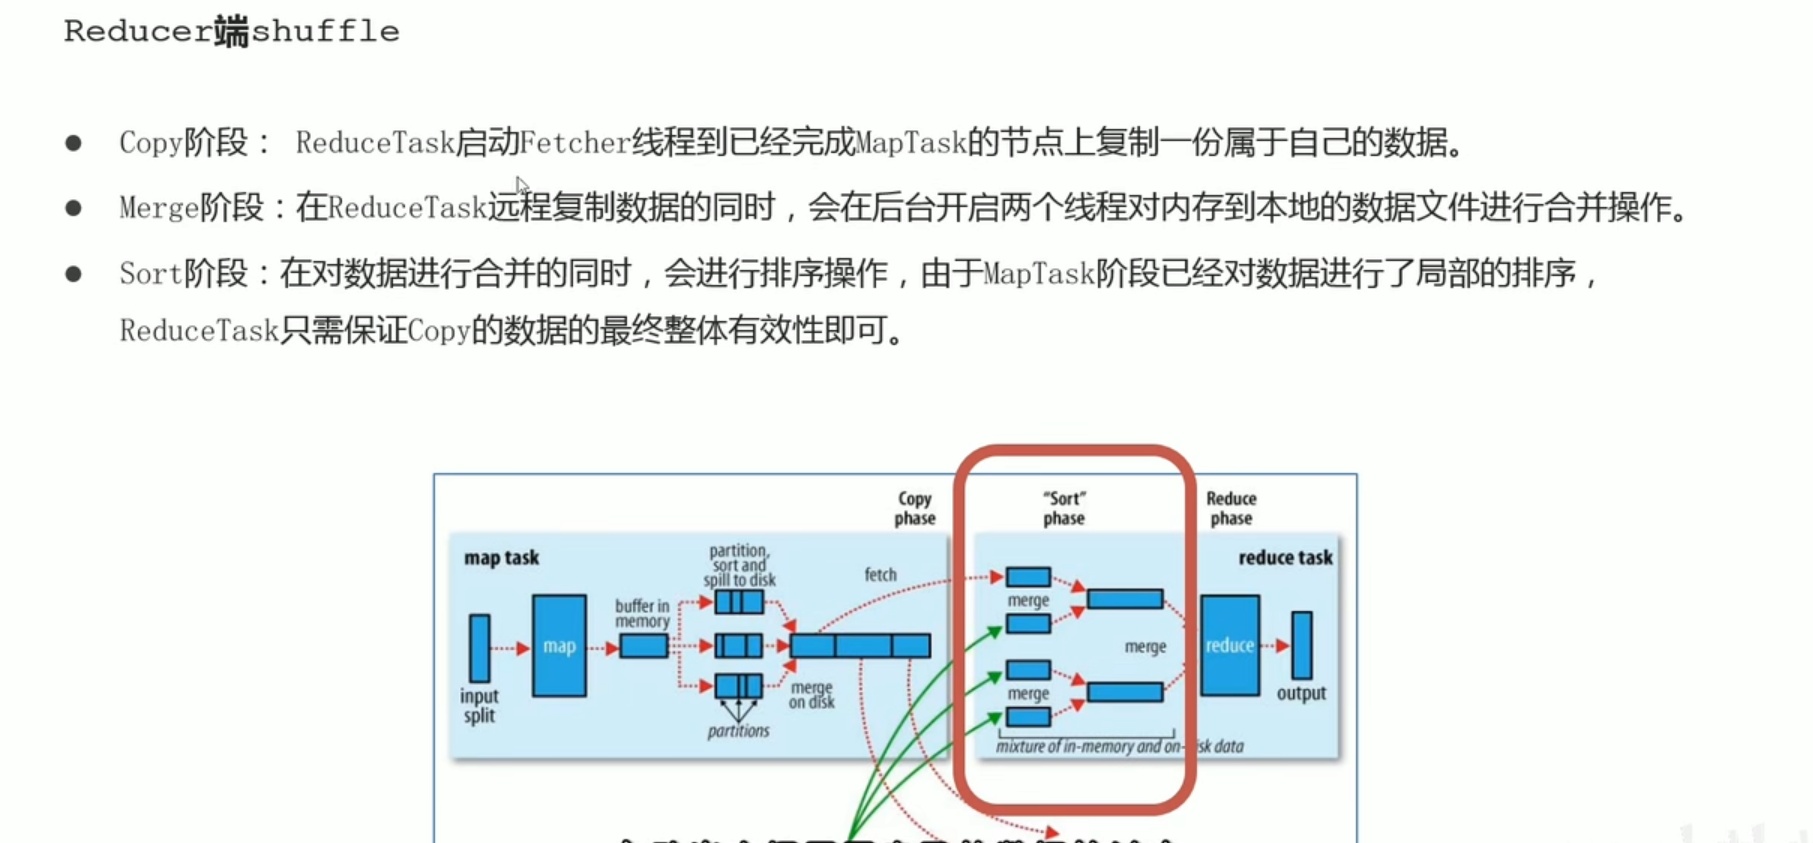 Reducer端shuffle
● Copy阶段： ReduceTask启动Fetcher线程到已经完成MapTask的节点上复制一份属于自己的数据。
● Merge阶段：在ReduceTask远程复制数据的同时，会在后台开启两个线程对内存到本地的数据文件进行合并操作。
● Sort阶段：在对数据进行合并的同时，会进行排序操作，由于MapTask阶段已经对数据进行了局部的排序，
ReduceTask只需保证Copy的数据的最终整体有效性即可。
Copy
phase
“Sort”
phase
Reduce
phase
map task
partition,
sort and
spill to disk
fetch
reduce task
buffer in
memory
merge
map
merge
reduce
input
split
merge
on disk
merge
output
partitions
mixture of in-memory and on-disk data